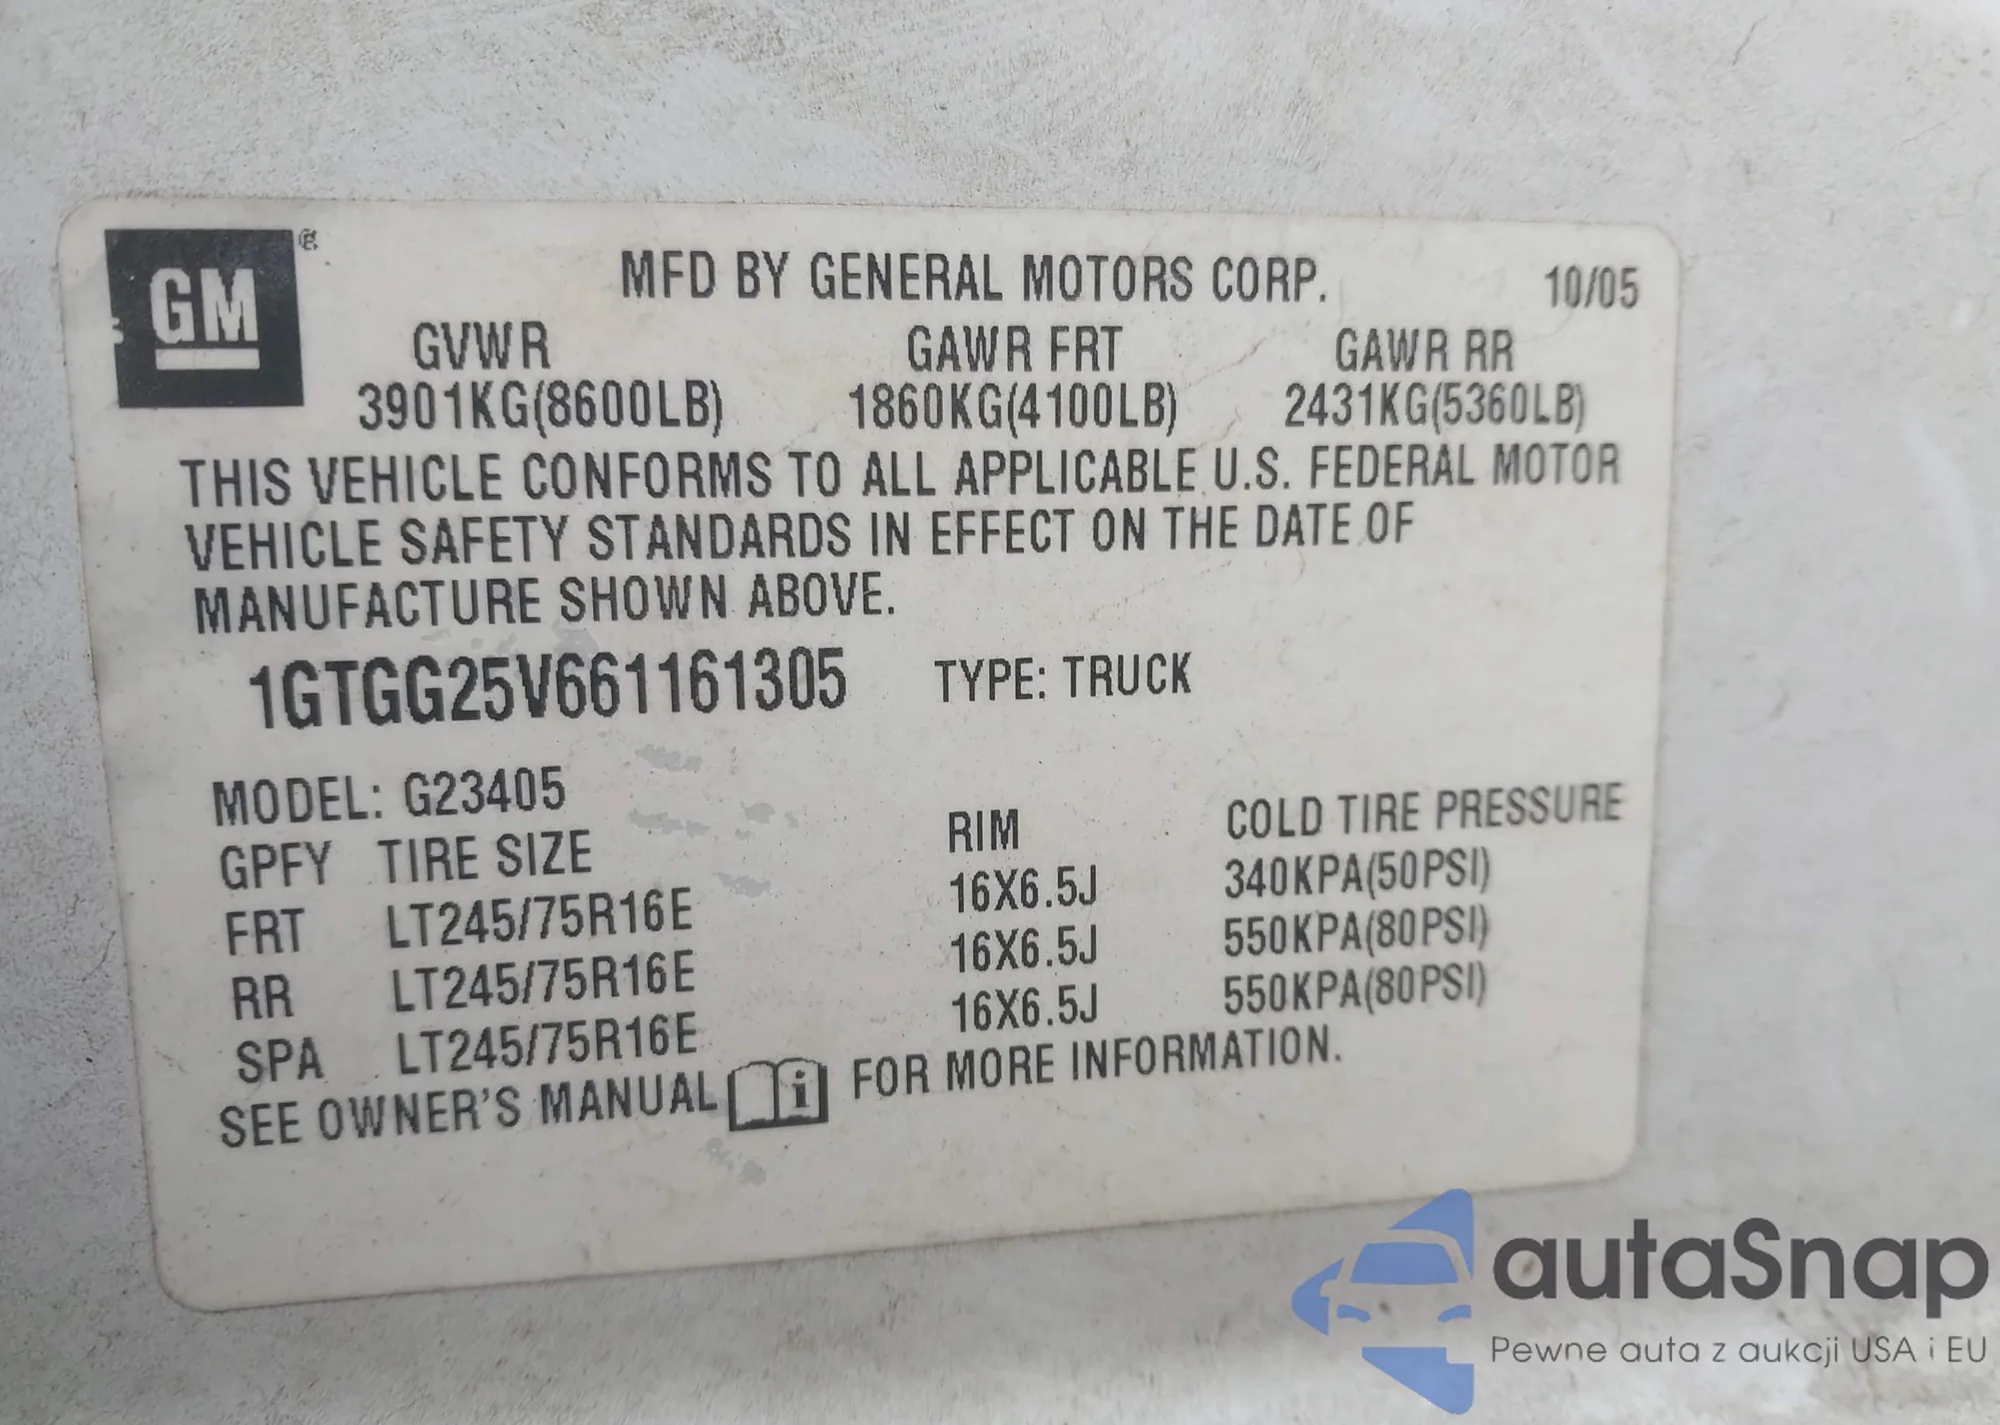 GM ®
MFD BY GENERAL MOTORS CORP. 10/05
GVWR GAWR FRT GAWR RR
3901KG(8600LB) 1860KG(4100LB) 2431KG(5360LB)
THIS VEHICLE CONFORMS TO ALL APPLICABLE U.S. FEDERAL MOTOR
VEHICLE SAFETY STANDARDS IN EFFECT ON THE DATE OF
MANUFACTURE SHOWN ABOVE.
1GTGG25V661161305 TYPE: TRUCK
MODEL: G23405
GPFY TIRE SIZE RIM COLD TIRE PRESSURE
FRT LT245/75R16E 16X6.5J 340KPA(50PSI)
RR LT245/75R16E 16X6.5J 550KPA(80PSI)
SPA LT245/75R16E 16X6.5J 550KPA(80PSI)
SEE OWNER'S MANUAL i FOR MORE INFORMATION.
autaSnap
Pewne auta z aukcji USA i EU